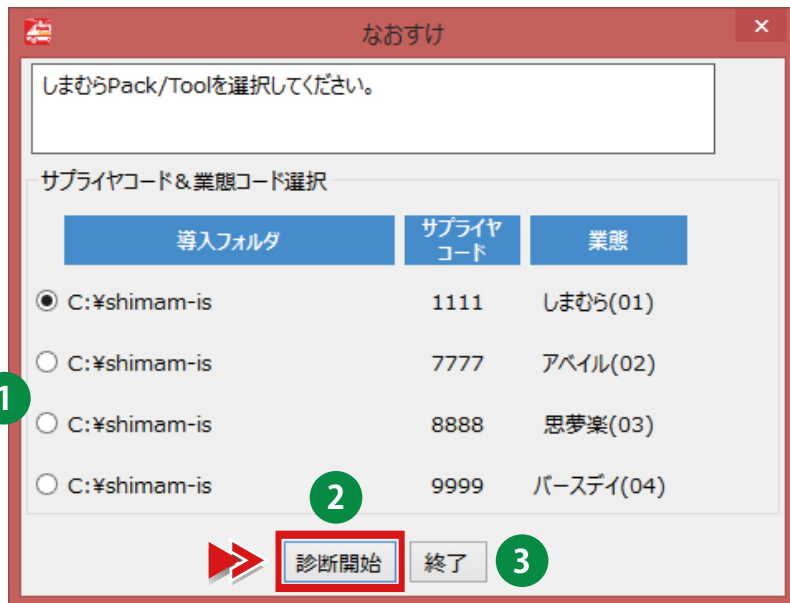 なおすけ
×
しまむらPack/Toolを選択してください。
サプライヤコード&業態コード選択
導入フォルダ
サプライヤ
コード
業態
C:¥shimam-is 1111 しまむら(01)
C:¥shimam-is 7777 アベイル(02)
1
C:¥shimam-is 8888 思夢楽(03)
C:¥shimam-is 9999 バースデイ(04)
2
診断開始 終了 3